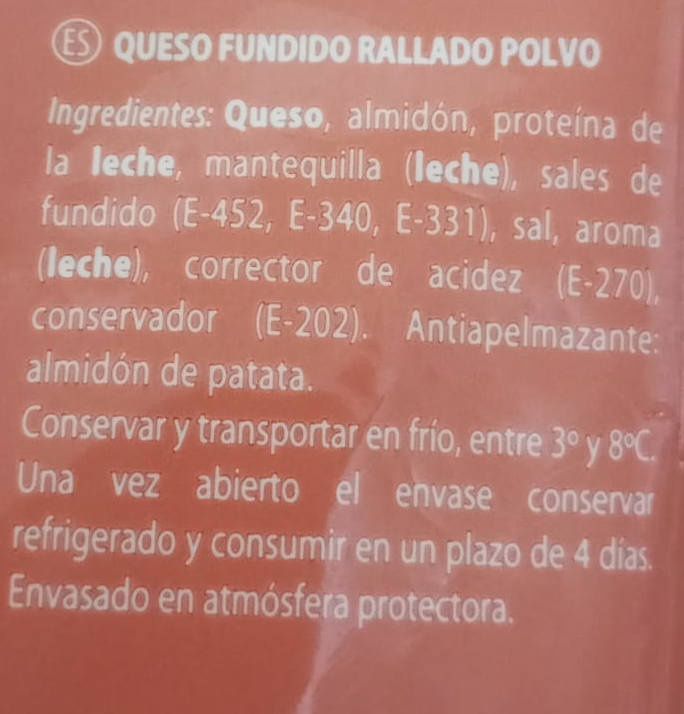 ES QUESO FUNDIDO RALLADO POLVO
Ingredientes: Queso, almidón, proteína de
la leche, mantequilla (leche), sales de
fundido (E-452, E-340, E-331), sal, aroma
(leche), corrector de acidez (E-270),
conservador (E-202). Antiapelmazante:
almidón de patata.
Conservar y transportar en frío, entre 3º y 8ºC.
Una vez abierto el envase conservar
refrigerado y consumir en un plazo de 4 días.
Envasado en atmósfera protectora.